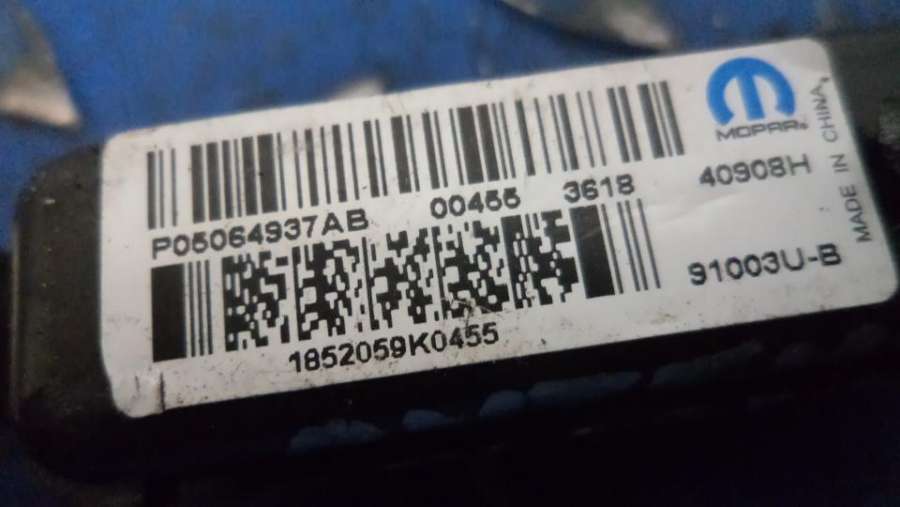 MOPAR
P05064937AB 00455 3618 40908H
MADE IN CHINA
91003U-B
1852059K0455